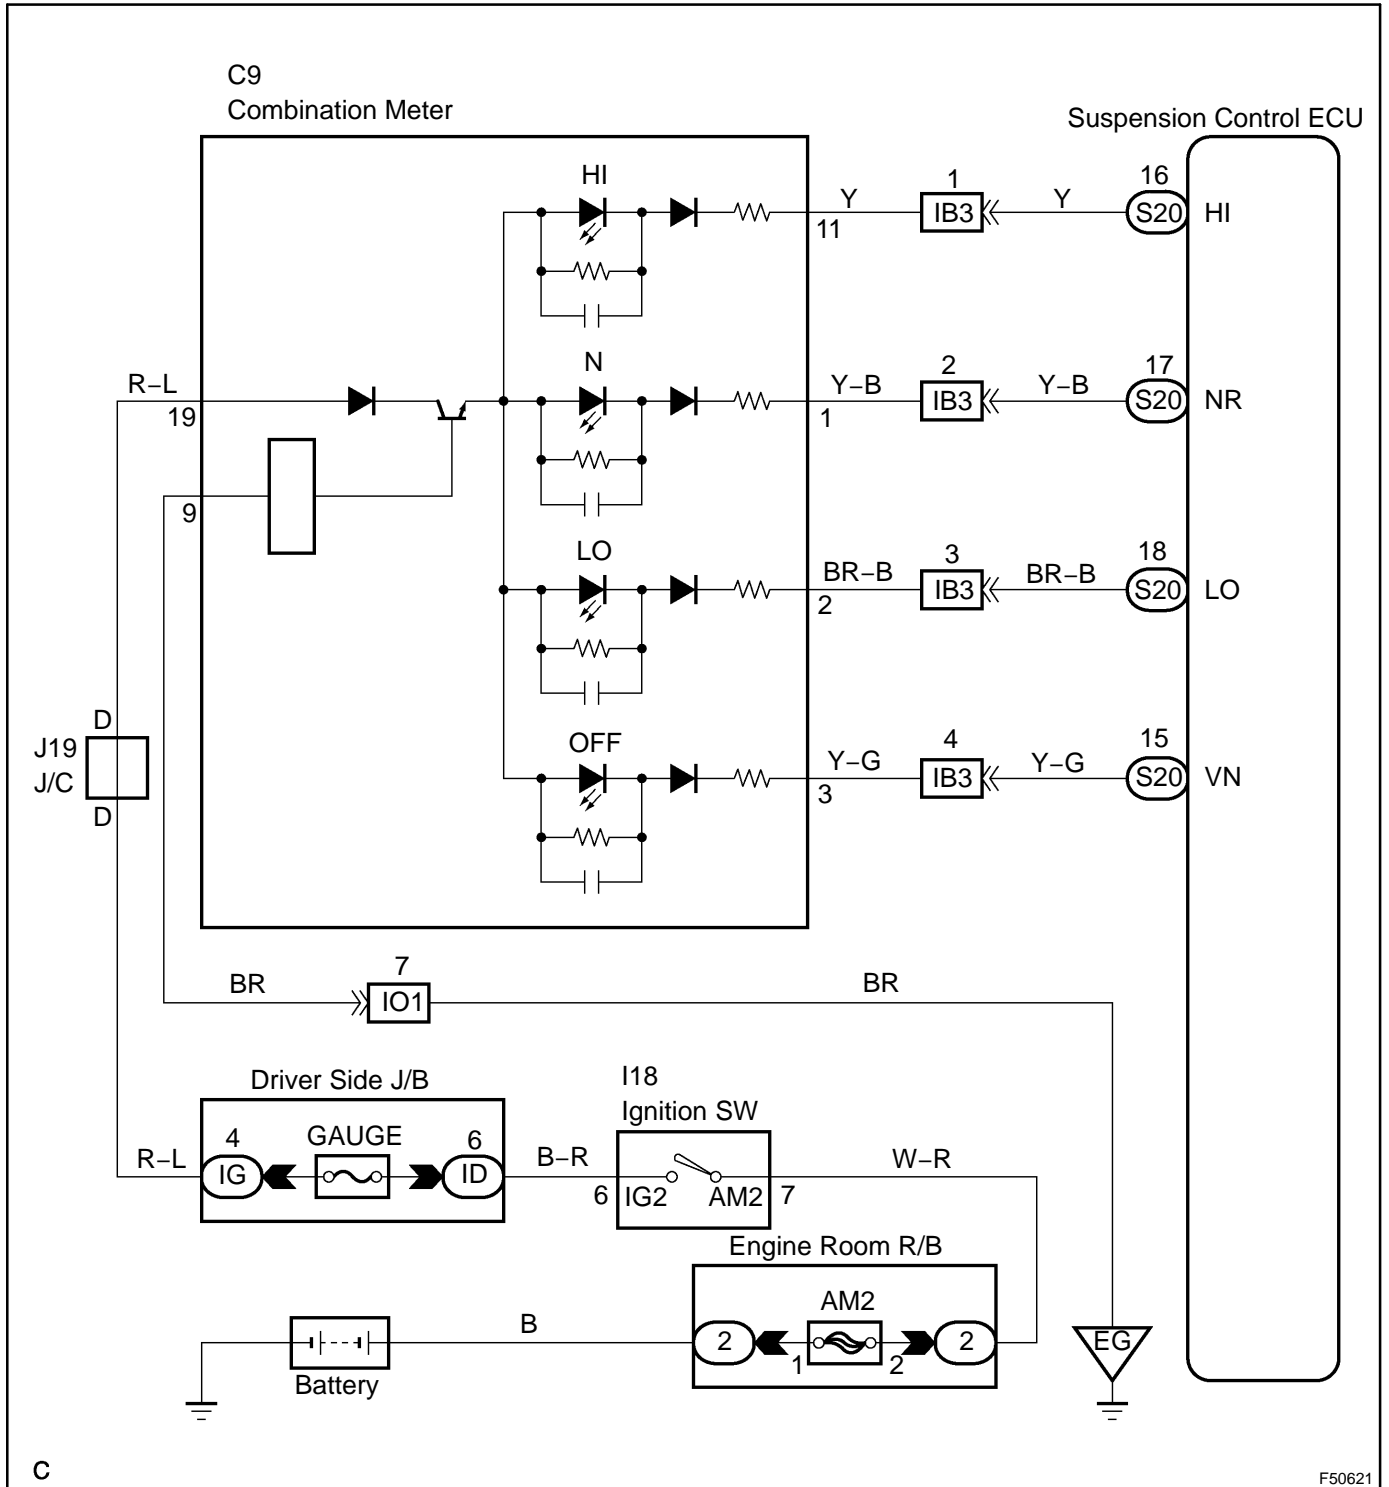 C9
Combination Meter
Suspension Control ECU
HI
Y
11
1
IB3
Y
16
S20
HI
R–L
19
N
Y–B
1
2
IB3
Y–B
17
S20
NR
9
LO
BR–B
2
3
IB3
BR–B
18
S20
LO
D
J19
J/C
D
OFF
Y–G
3
4
IB3
Y–G
15
S20
VN
BR
7
IO1
BR
Driver Side J/B
R–L
4
IG
GAUGE
6
ID
B–R
I18
Ignition SW
6
IG2
AM2
7
W–R
Engine Room R/B
Battery
B
2
1
AM2
2
2
EG
C
F50621